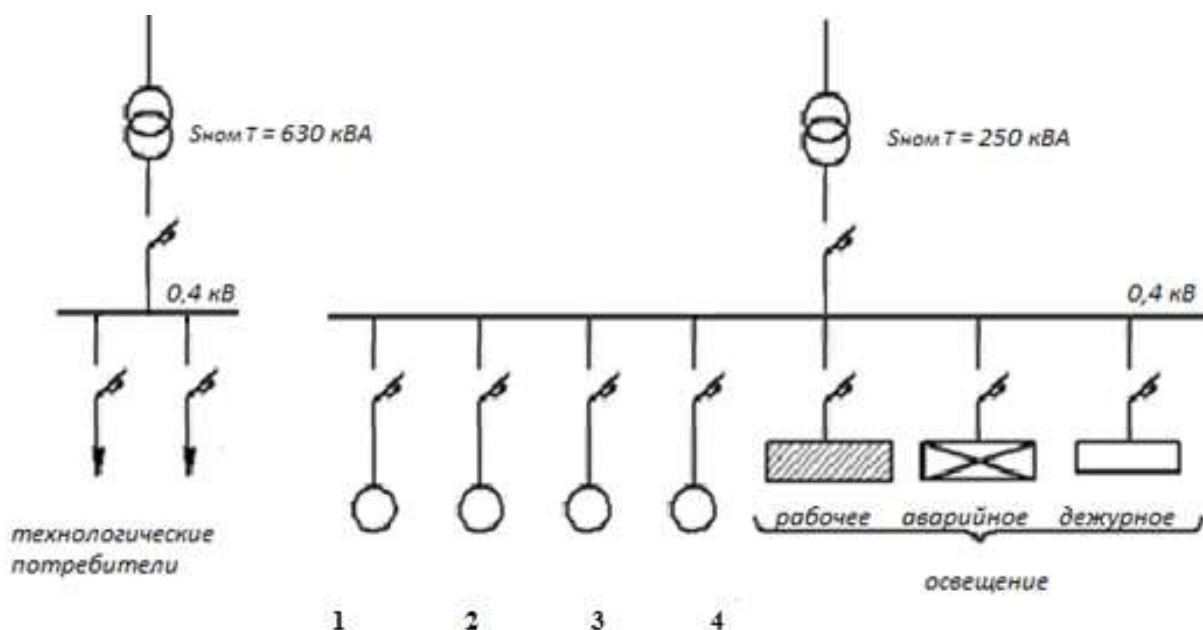 Sном T = 630 кВА
Sном T = 250 кВА
0,4 кВ
0,4 кВ
технологические
потребители
рабочее аварийное дежурное
освещение
1 2 3 4